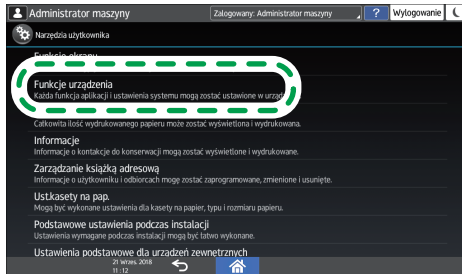 Administrator maszyny
Zalogowany: Administrator maszyny
?
Wylogowanie
Narzędzia użytkownika
Funkcje ekranu
Funkcje urządzenia
Każda funkcja aplikacji i ustawienia systemu mogą zostać ustawione w
Całkowita ilość wydrukowanego papieru może zostać wyświetlona i wydrukowana.
Informacje
Informacje o kontakcje do konserwacji mogą zostać wyświetlone i wydrukowane.
Zarządzanie książką adresową
Informacje o użytkowniku i odbiorcach mogę zostać zaprogramowane, zmienione i usunięte.
Ust.kasety na pap.
Mogą być wykonane ustawienia dla kasety na papier, typu i rozmiaru papieru.
Podstawowe ustawienia podczas instalacji
Ustawienia wymagane podczas instalacji mogą być łatwo wykonane.
Ustawienia podstawowe dla urządzeń zewnętrznych
21 Wrzes. 2018
11 : 12